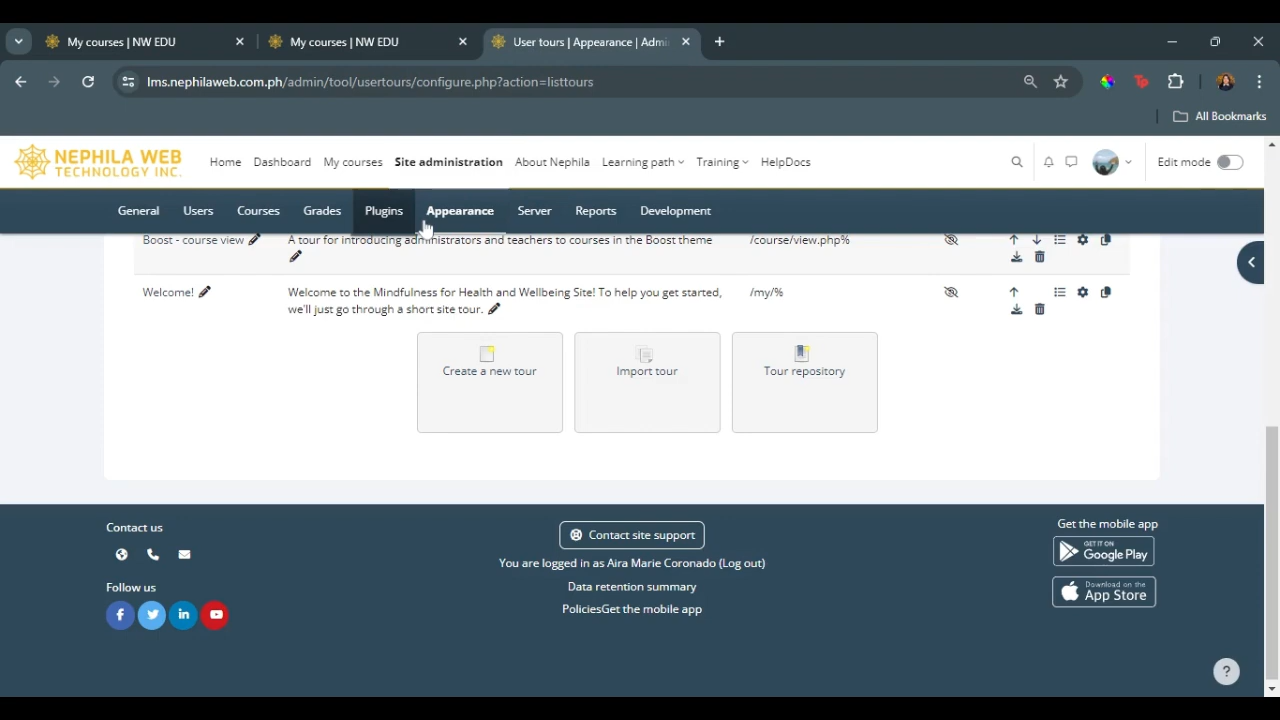 My courses | NW EDU
My courses | NW EDU
User tours | Appearance | Admi
lms.nephilaweb.com.ph/admin/tool/usertours/configure.php?action=listtours
All Bookmarks
NEPHILA WEB
TECHNOLOGY INC.
Home Dashboard My courses Site administration About Nephila Learning path Training HelpDocs
Edit mode
General Users Courses Grades Plugins Appearance Server Reports Development
Boost - course view A tour for introducing administrators and teachers to courses in the Boost theme /course/view.php%
Welcome! Welcome to the Mindfulness for Health and Wellbeing Site! To help you get started, /my/%
we'll just go through a short site tour.
Create a new tour Import tour Tour repository
Contact us
Follow us
Contact site support
You are logged in as Aira Marie Coronado (Log out)
Data retention summary
PoliciesGet the mobile app
Get the mobile app
GET IT ON
Google Play
Download on the
App Store
?